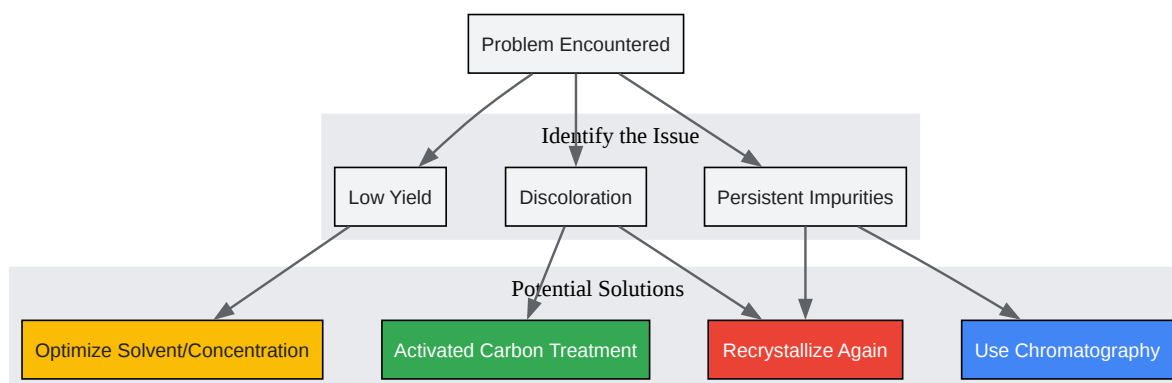 Problem Encountered
Identify the Issue
Low Yield
Discoloration
Persistent Impurities
Potential Solutions
Optimize Solvent/Concentration
Activated Carbon Treatment
Recrystallize Again
Use Chromatography